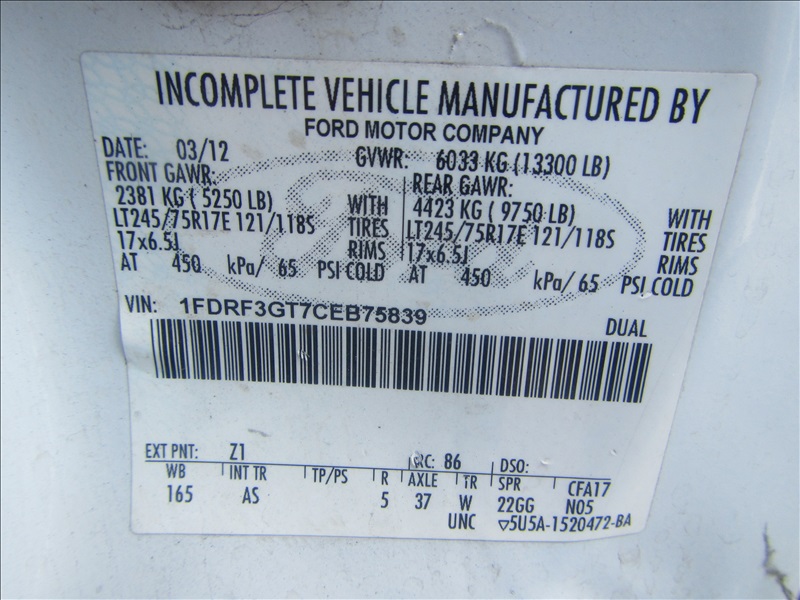 INCOMPLETE VEHICLE MANUFACTURED BY
FORD MOTOR COMPANY
DATE: 03/12 GVWR: 6033 KG (13300 LB)
FRONT GAWR: REAR GAWR:
2381 KG ( 5250 LB) WITH 4423 KG ( 9750 LB) WITH
LT245/75R17E 121/118S TIRES LT245/75R17E 121/118S TIRES
17x6.5J RIMS 17x6.5J RIMS
AT 450 kPa/ 65 PSI COLD AT 450 kPa/ 65 PSI COLD
VIN: 1FDRF3GT7CEB75839
DUAL
EXT PNT: Z1 RC: 86 DSO:
WB INT TR TP/PS R AXLE TR SPR CFA17
165 AS 5 37 W 22GG N05
UNC ▽5U5A-1520472-BA